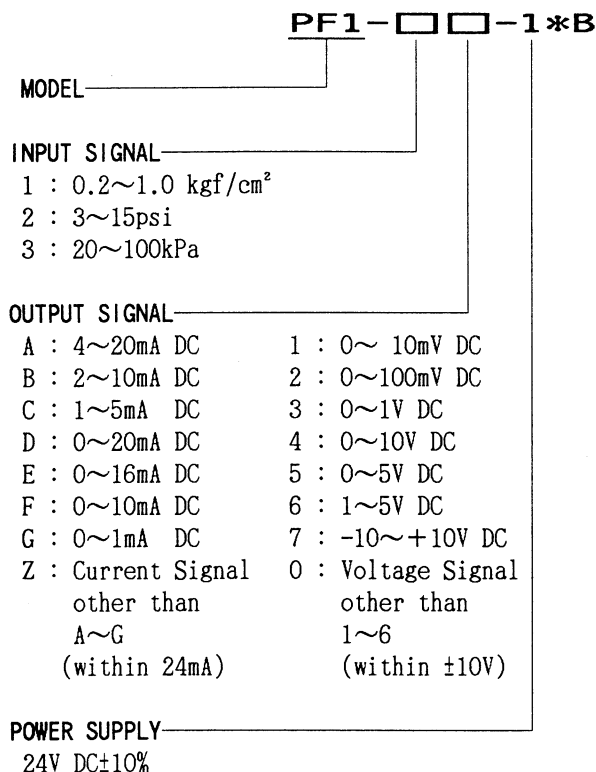 PF1-□□-1*B
MODEL
INPUT SIGNAL
1 : 0.2~1.0 kgf/cm²
2 : 3~15psi
3 : 20~100kPa
OUTPUT SIGNAL
A : 4~20mA DC
B : 2~10mA DC
C : 1~5mA DC
D : 0~20mA DC
E : 0~16mA DC
F : 0~10mA DC
G : 0~1mA DC
Z : Current Signal
other than
A~G
(within 24mA)
1 : 0~ 10mV DC
2 : 0~100mV DC
3 : 0~1V DC
4 : 0~10V DC
5 : 0~5V DC
6 : 1~5V DC
7 : -10~+10V DC
0 : Voltage Signal
other than
1~6
(within ±10V)
POWER SUPPLY
24V DC±10%